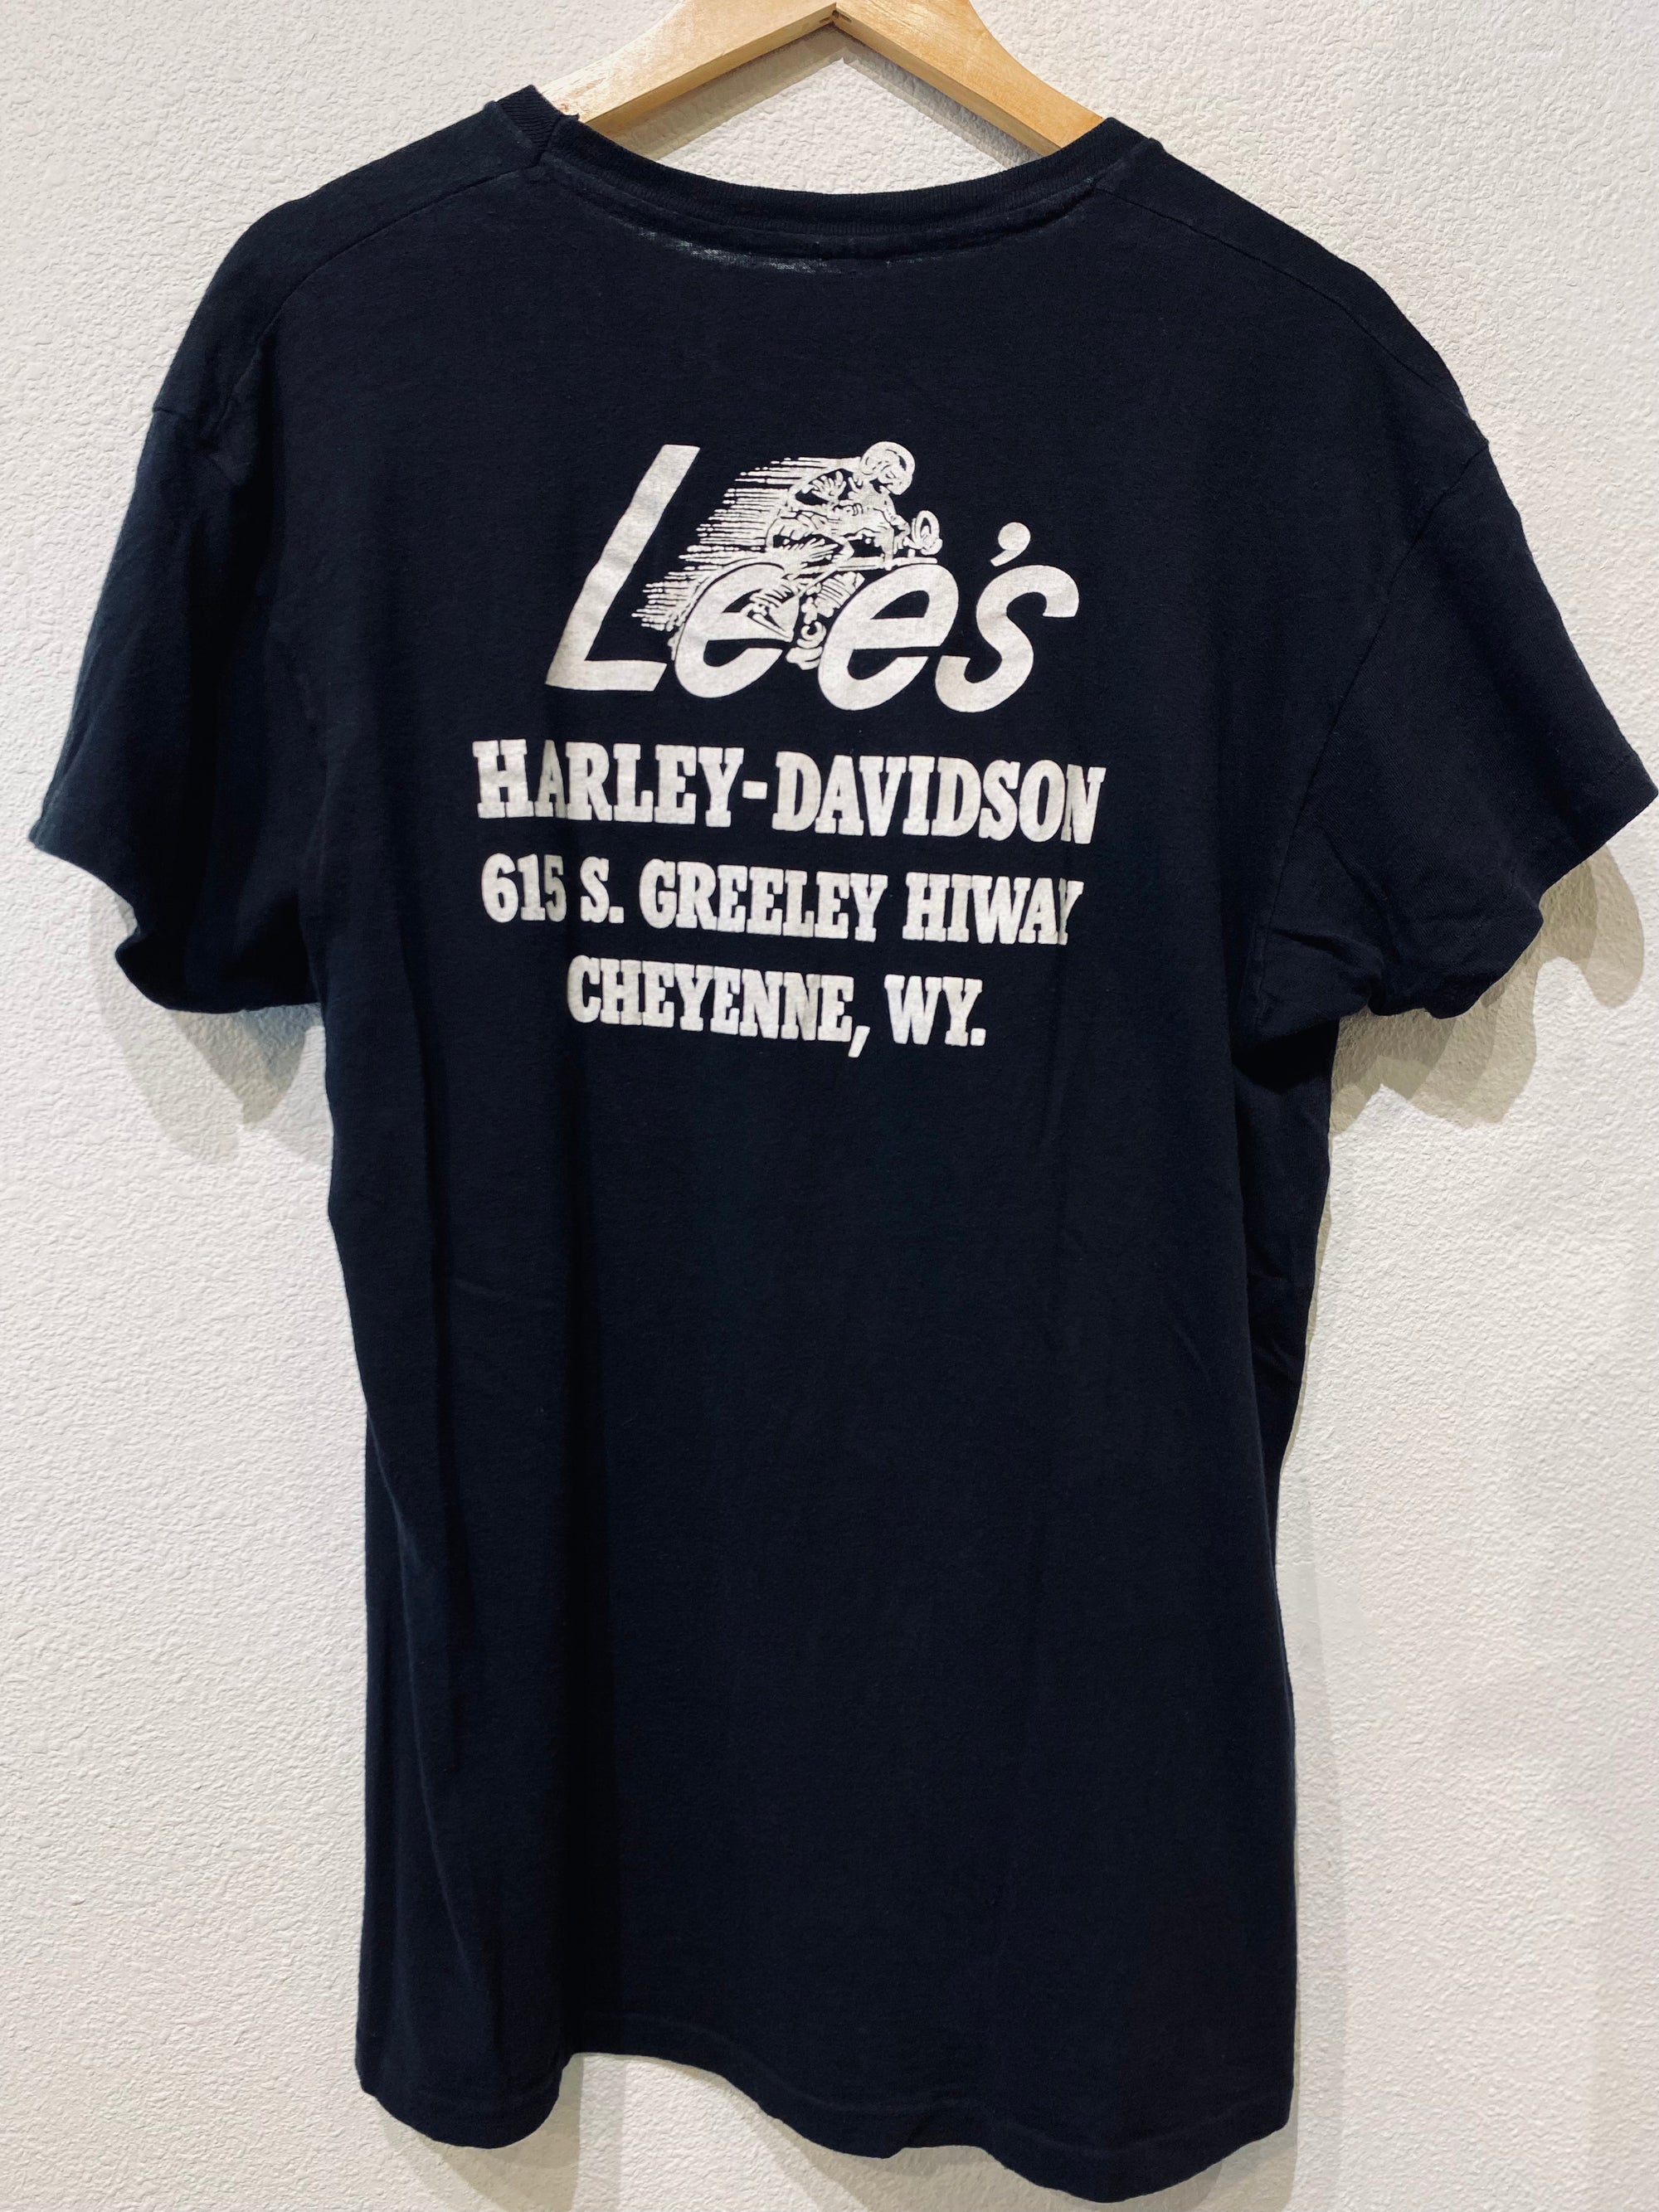 Lee's
HARLEY-DAVIDSON
615 S. GREELEY HIWAY
CHEYENNE, WY.